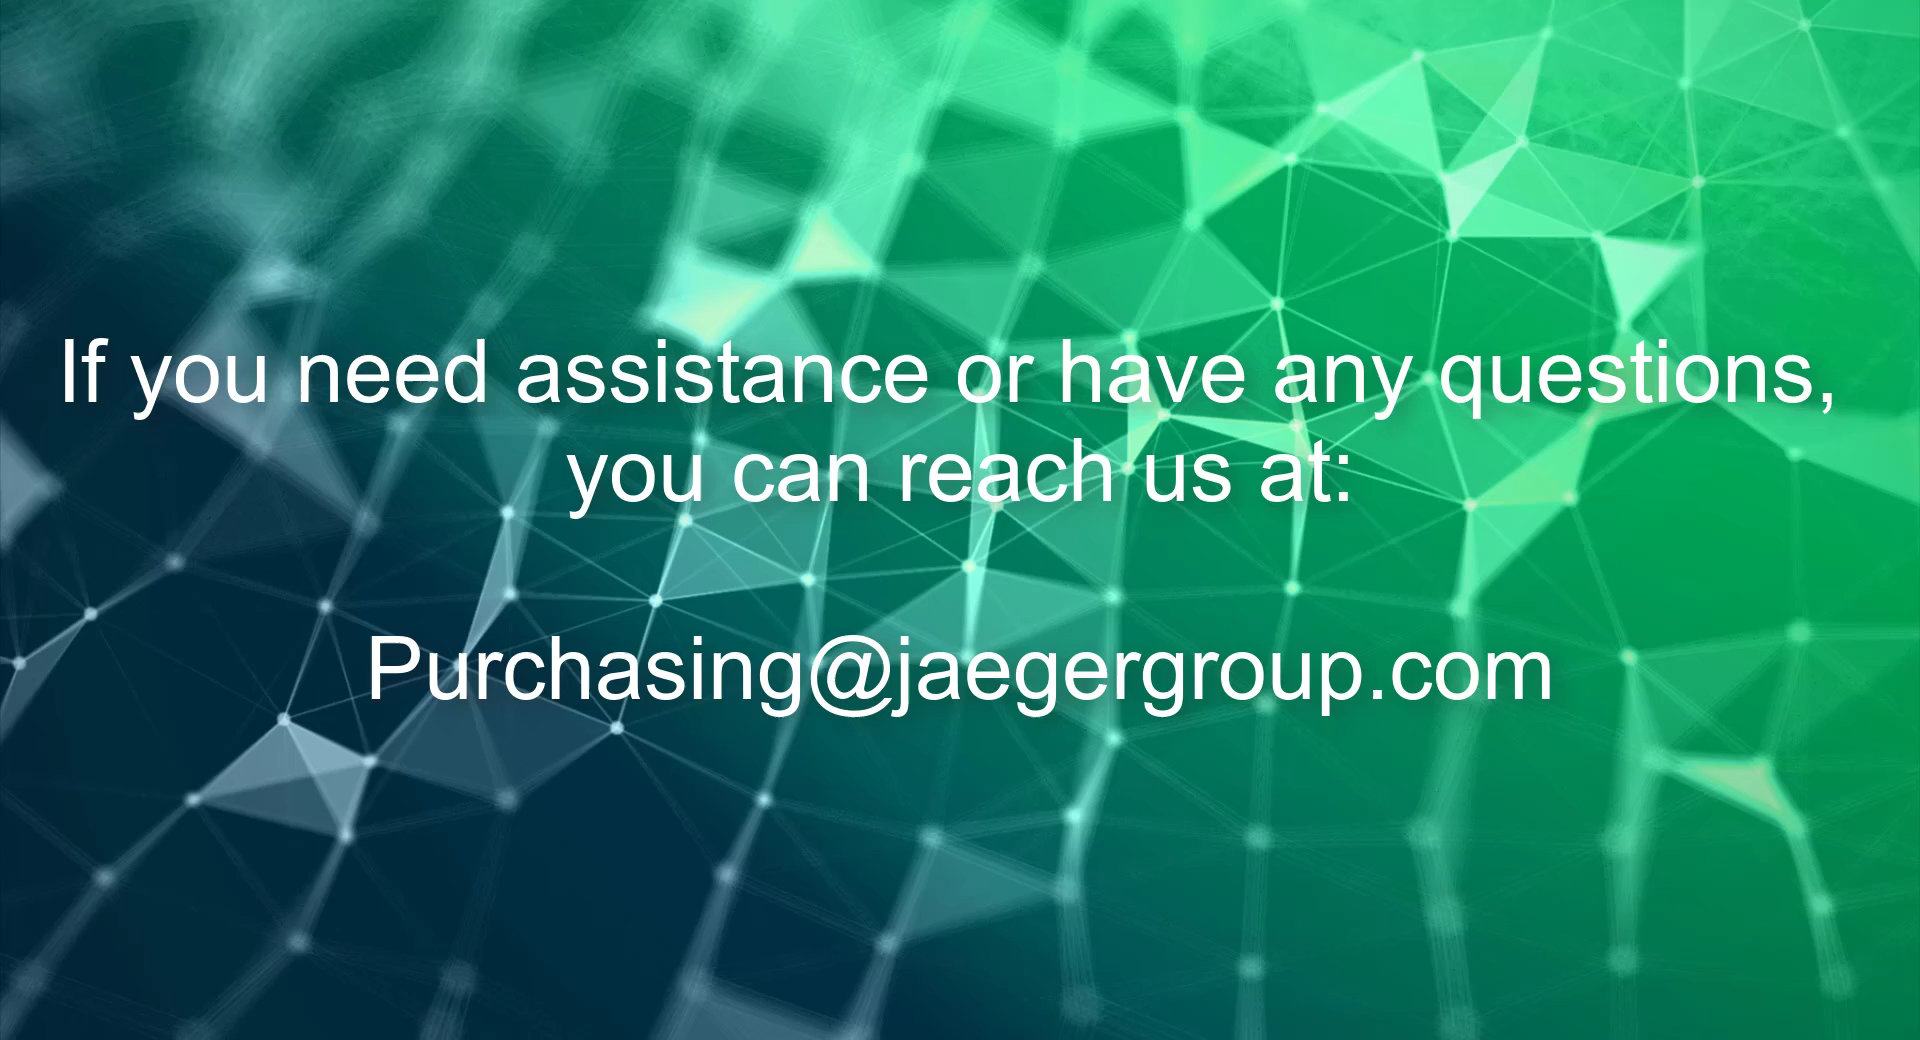 If you need assistance or have any questions,
you can reach us at:
Purchasing@jaegergroup.com